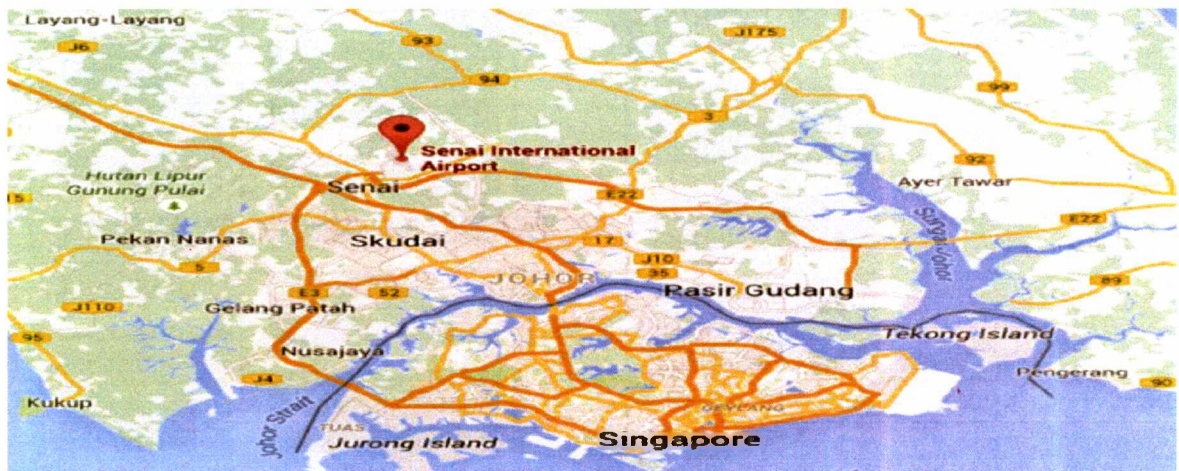 Layang-Layang
J6
93
J175
94
99
3
Senai International
Airport
92
Hutan Lipur
Gunung Pulai
Senai
E22
Ayer Tawar
15
E22
Pekan Nanas
Skudai
17
5
J10
JOHOR
35
89
E3
52
Pasir Gudang
J110
Gelang Patah
95
Tekong Island
Nusajaya
J4
Pengerang
90
Kukup
Johor Strait
GEYLANG
TUAS
Jurong Island
Singapore